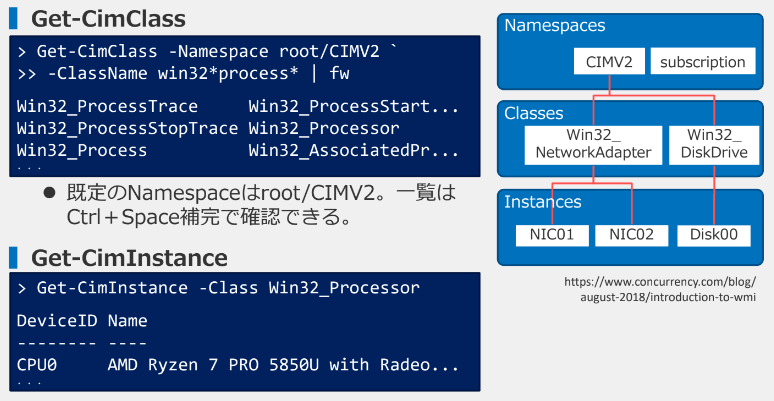 Get-CimClass
> Get-CimClass -Namespace root/CIMV2 `
>> -ClassName win32*process* | fw
Win32_ProcessTrace Win32_ProcessStart...
Win32_ProcessStopTrace Win32_Processor
Win32_Process Win32_AssociatedPr...
...
● 既定のNamespaceはroot/CIMV2。一覧は
Ctrl＋Space補完で確認できる。
Get-CimInstance
> Get-CimInstance -Class Win32_Processor
DeviceID Name
-------- ----
CPU0 AMD Ryzen 7 PRO 5850U with Radeo...
...
Namespaces
CIMV2 subscription
Classes
Win32_
NetworkAdapter
Win32_
DiskDrive
Instances
NIC01 NIC02 Disk00
https://www.concurrency.com/blog/
august-2018/introduction-to-wmi